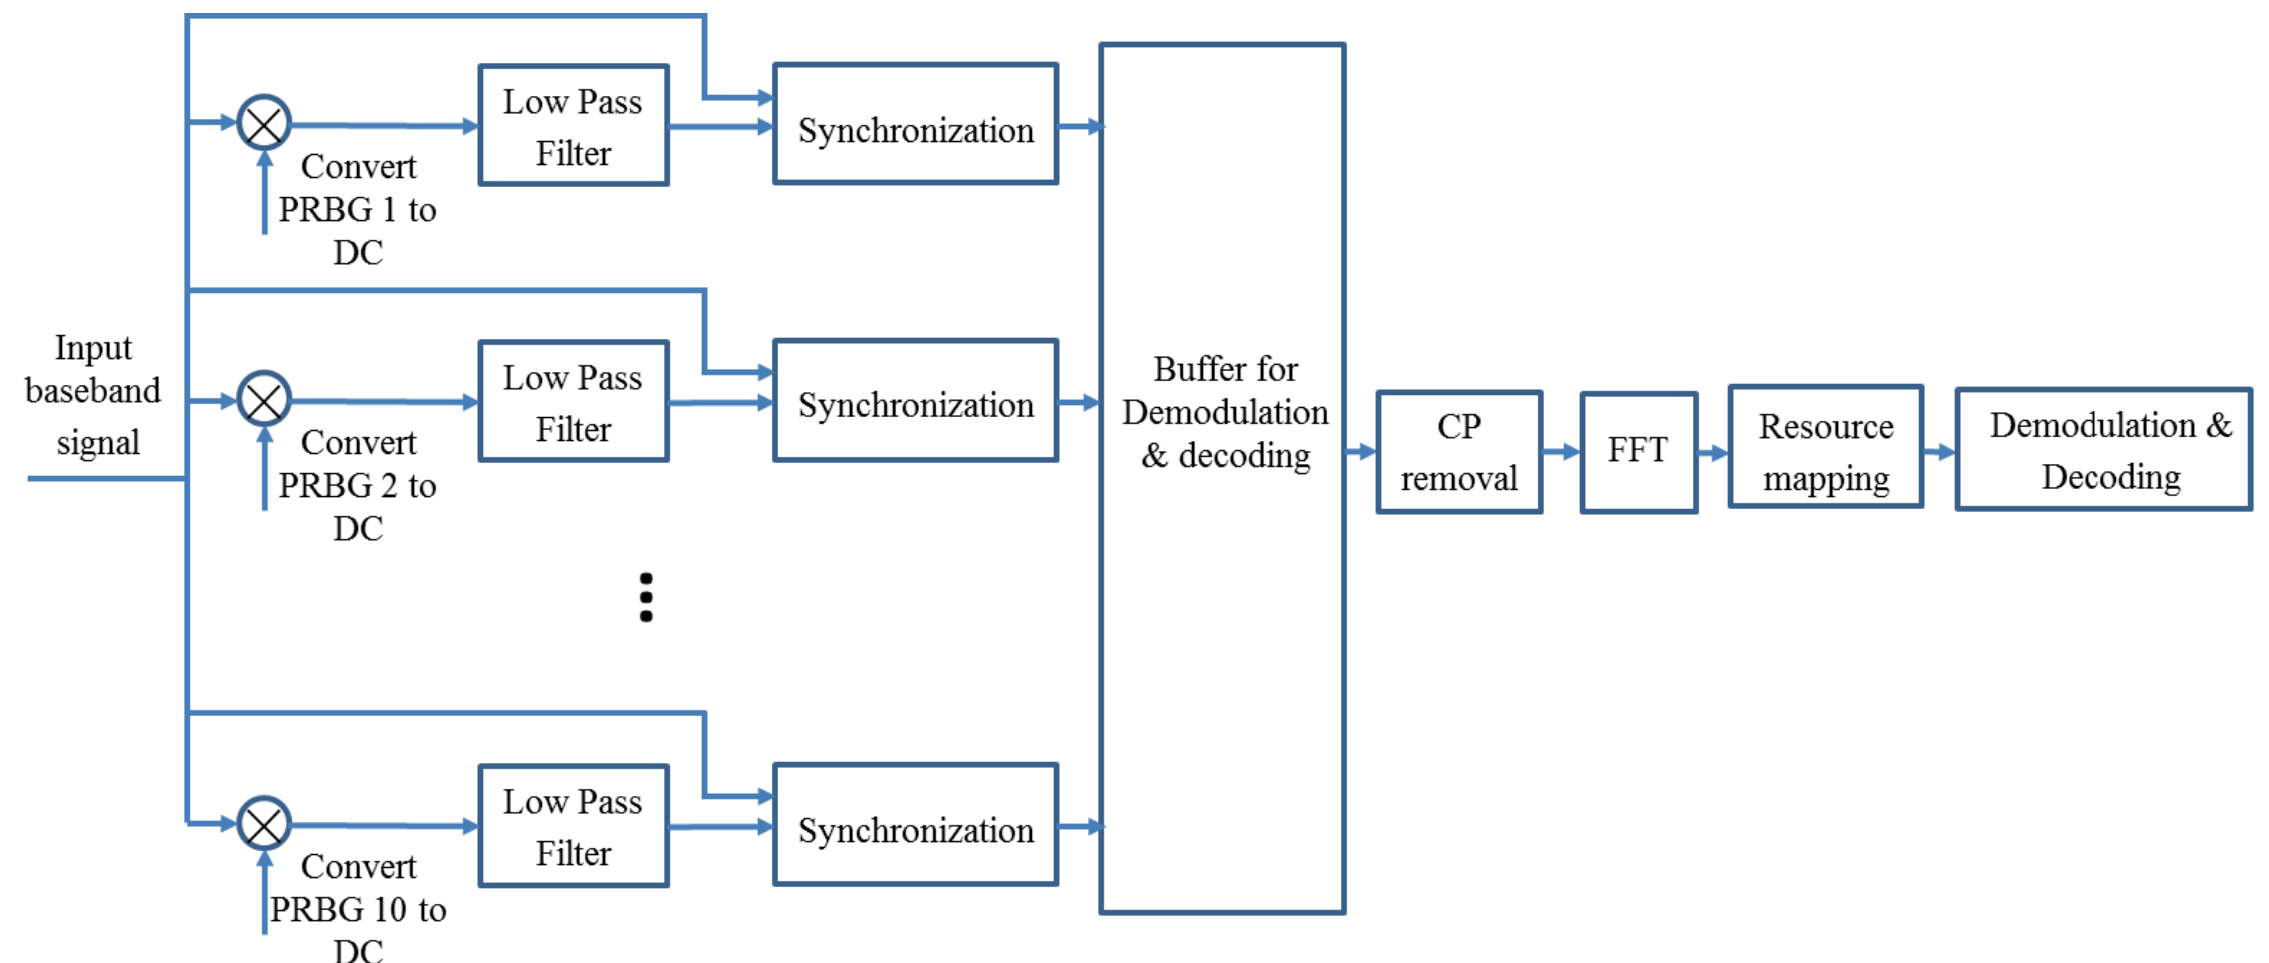 Input
baseband
signal
Convert
PRBG 1 to
DC
Low Pass
Filter
Synchronization
Convert
PRBG 2 to
DC
Low Pass
Filter
Synchronization
Convert
PRBG 10 to
DC
Low Pass
Filter
Synchronization
Buffer for
Demodulation
& decoding
CP
removal
FFT
Resource
mapping
Demodulation &
Decoding